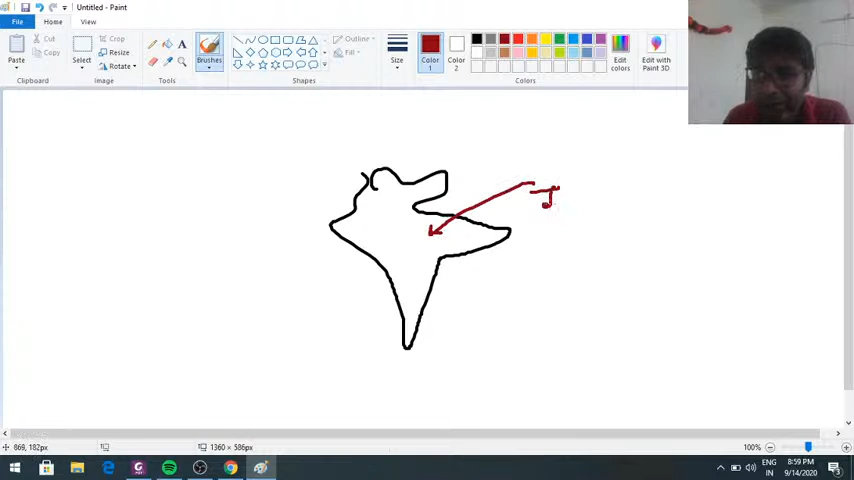 Untitled - Paint
File Home View
Paste
Cut
Copy
Clipboard
Select
Crop
Resize
Rotate
Image
Tools
Brushes
Shapes
Outline
Fill
Size
Color 1
Color 2
Colors
Edit colors
Edit with Paint 3D
869, 182px
1360 × 586px
100%
ENG
IN
8:59 PM
9/14/2020
3